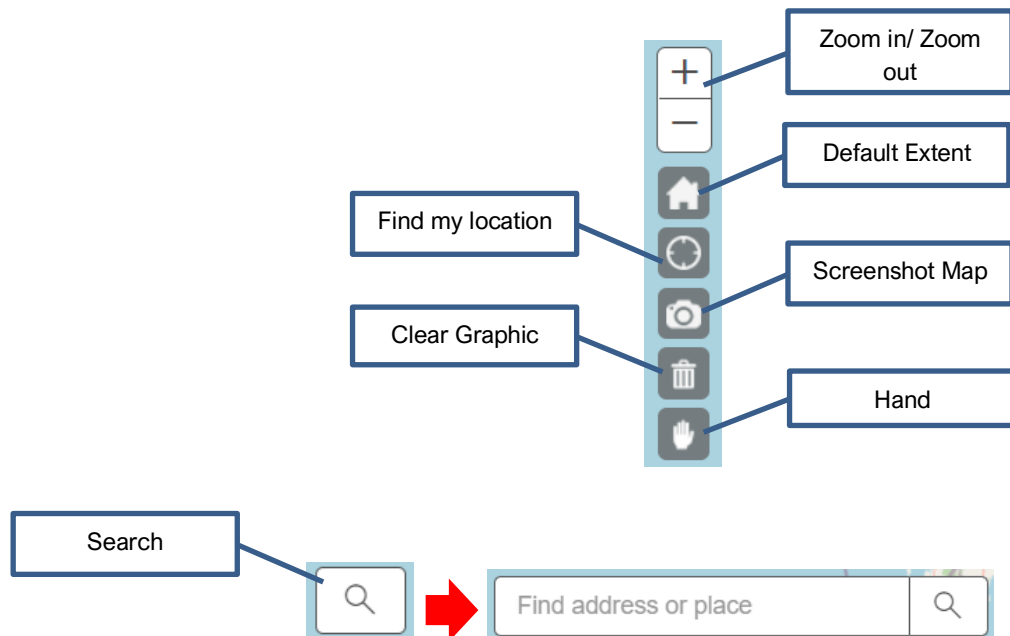 Zoom in/ Zoom
out
Default Extent
Find my location
Screenshot Map
Clear Graphic
Hand
Search
Find address or place